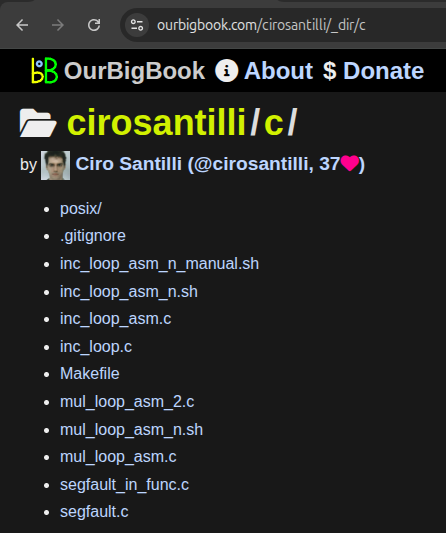 ourbigbook.com/cirosantilli/_dir/c
OurBigBook About $ Donate
cirosantilli/c/
by Ciro Santilli (@cirosantilli, 37)
posix/
.gitignore
inc_loop_asm_n_manual.sh
inc_loop_asm_n.sh
inc_loop_asm.c
inc_loop.c
Makefile
mul_loop_asm_2.c
mul_loop_asm_n.sh
mul_loop_asm.c
segfault_in_func.c
segfault.c